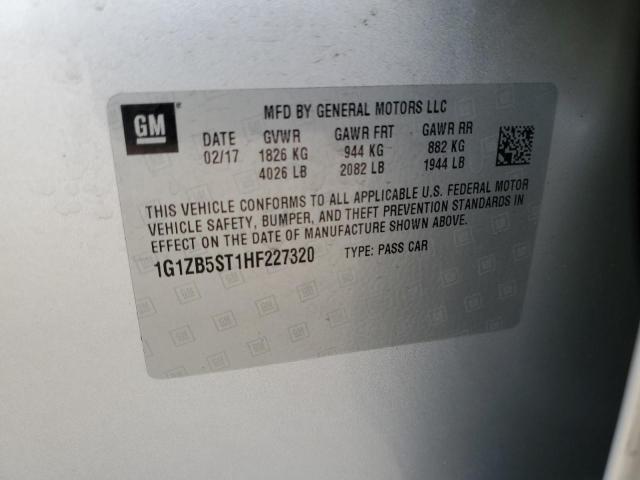 GM
MFD BY GENERAL MOTORS LLC
DATE GVWR GAWR FRT GAWR RR
02/17 1826 KG 944 KG 882 KG
4026 LB 2082 LB 1944 LB
THIS VEHICLE CONFORMS TO ALL APPLICABLE U.S. FEDERAL MOTOR
VEHICLE SAFETY, BUMPER, AND THEFT PREVENTION STANDARDS IN
EFFECT ON THE DATE OF MANUFACTURE SHOWN ABOVE.
1G1ZB5ST1HF227320 TYPE: PASS CAR